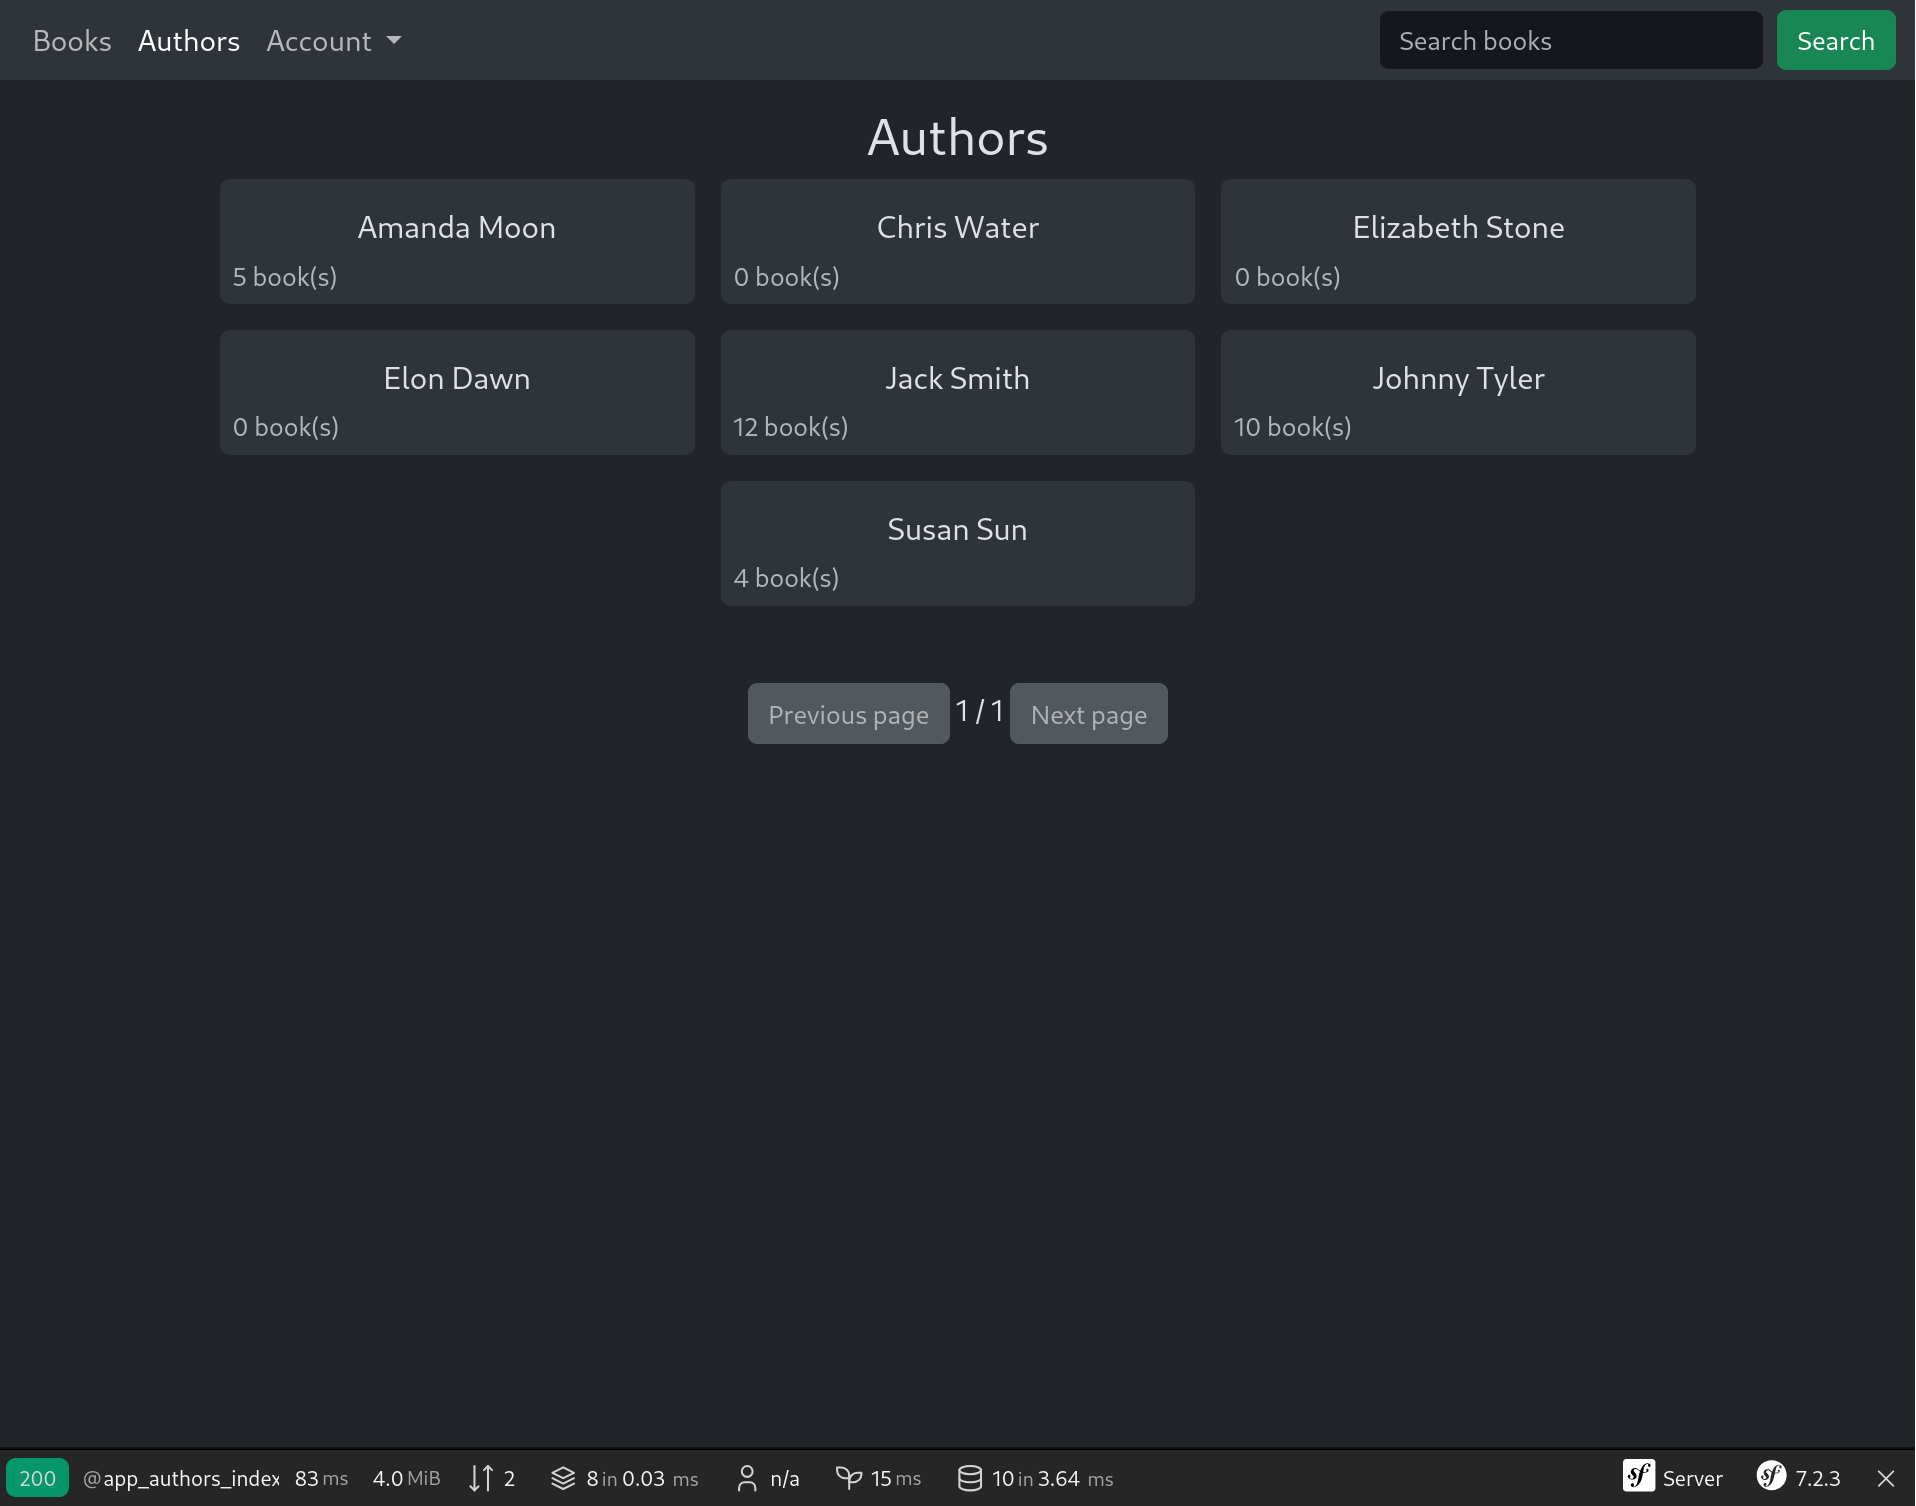 Books Authors Account Search books Search
Authors
Amanda Moon
5 book(s)
Chris Water
0 book(s)
Elizabeth Stone
0 book(s)
Elon Dawn
0 book(s)
Jack Smith
12 book(s)
Johnny Tyler
10 book(s)
Susan Sun
4 book(s)
Previous page 1 / 1 Next page
200 @app_authors_index 83 ms 4.0 MiB 2 8 in 0.03 ms n/a 15 ms 10 in 3.64 ms sf Server sf 7.2.3